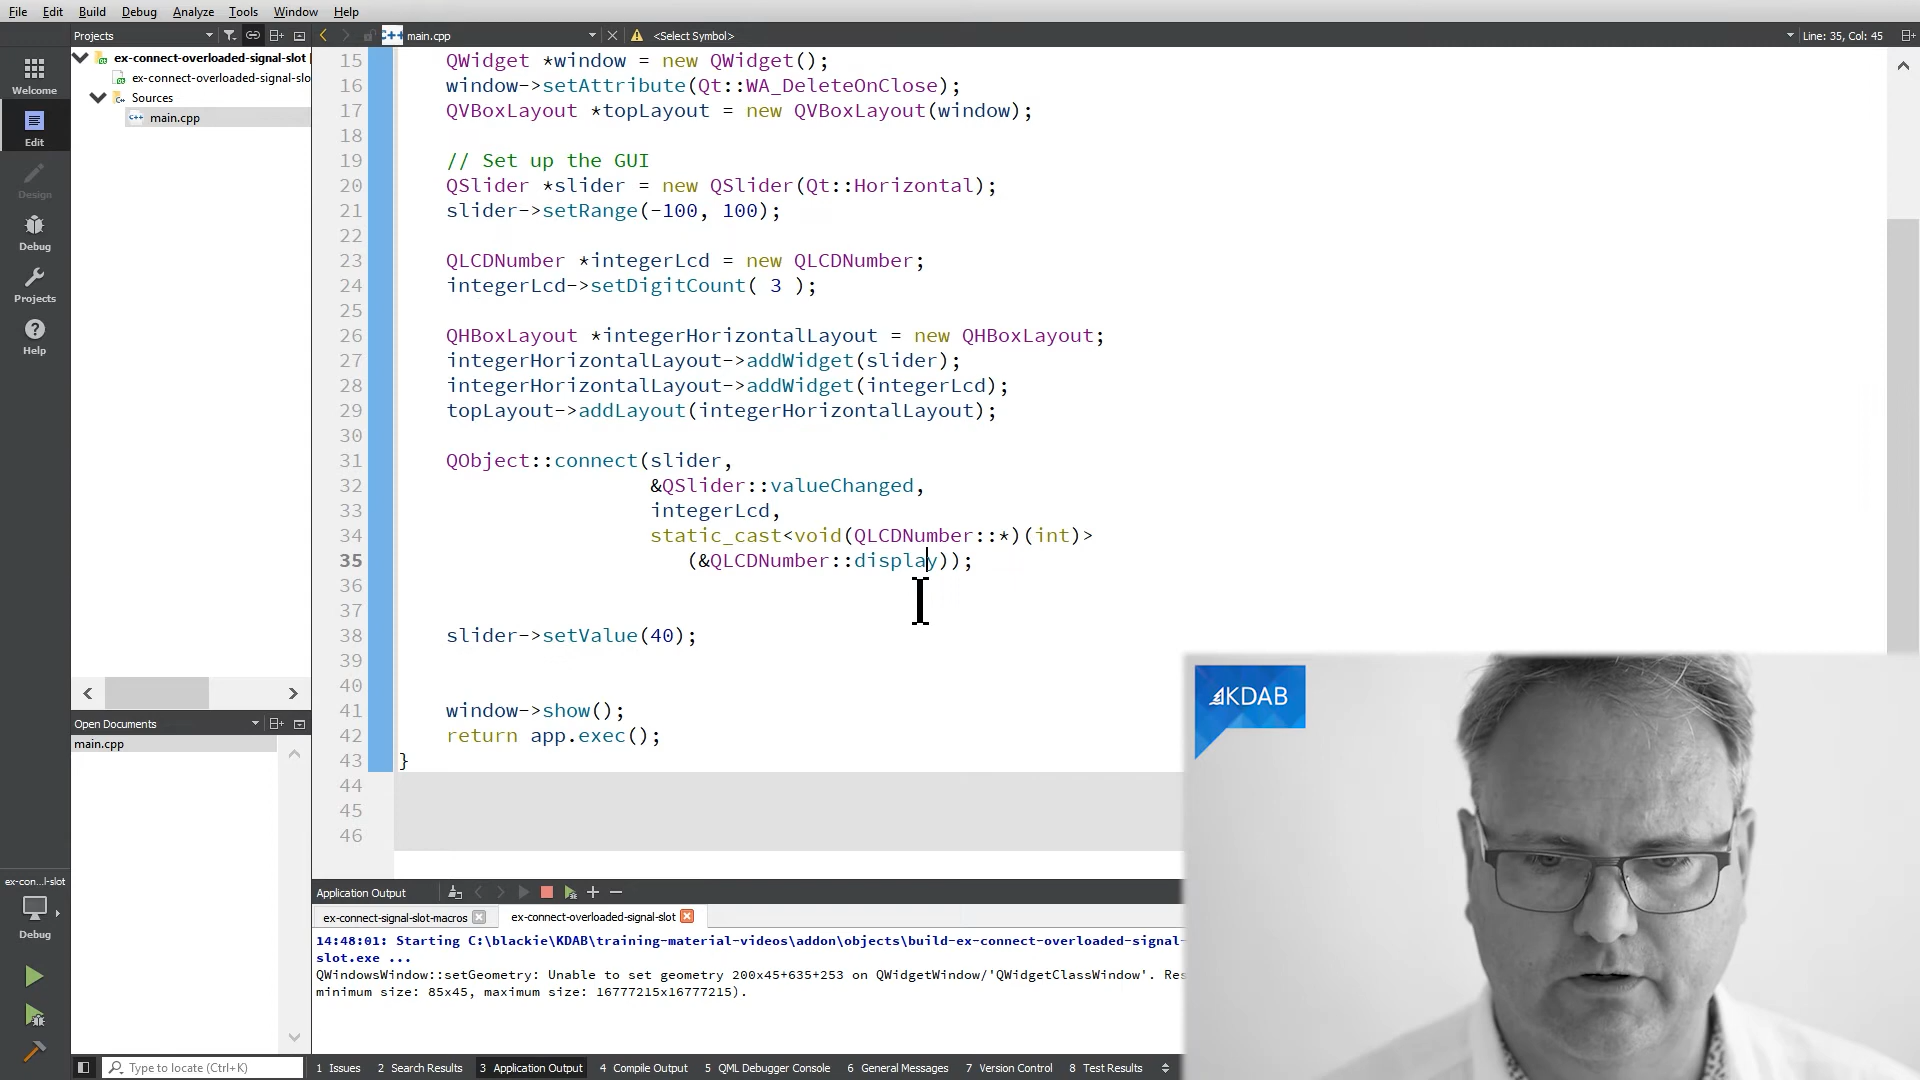 File Edit Build Debug Analyze Tools Window Help
Projects main.cpp <Select Symbol> Line: 35, Col: 45
Welcome
Edit
Design
Debug
Projects
Help
ex-con...l-slot
Debug
ex-connect-overloaded-signal-slot
ex-connect-overloaded-signal-slo
Sources
main.cpp
Open Documents
main.cpp
Type to locate (Ctrl+K)
15 QWidget *window = new QWidget();
16 window->setAttribute(Qt::WA_DeleteOnClose);
17 QVBoxLayout *topLayout = new QVBoxLayout(window);
18
19 // Set up the GUI
20 QSlider *slider = new QSlider(Qt::Horizontal);
21 slider->setRange(-100, 100);
22
23 QLCDNumber *integerLcd = new QLCDNumber;
24 integerLcd->setDigitCount( 3 );
25
26 QHBoxLayout *integerHorizontalLayout = new QHBoxLayout;
27 integerHorizontalLayout->addWidget(slider);
28 integerHorizontalLayout->addWidget(integerLcd);
29 topLayout->addLayout(integerHorizontalLayout);
30
31 QObject::connect(slider,
32 &QSlider::valueChanged,
33 integerLcd,
34 static_cast<void(QLCDNumber::*)(int)>
35 (&QLCDNumber::display));
36
37
38 slider->setValue(40);
39
40
41 window->show();
42 return app.exec();
43 }
44
45
46
KDAB
Application Output
ex-connect-signal-slot-macros ex-connect-overloaded-signal-slot
14:48:01: Starting C:\blackie\KDAB\training-material-videos\addon\objects\build-ex-connect-overloaded-signal-
slot.exe ...
QWindowsWindow::setGeometry: Unable to set geometry 200x45+635+253 on QWidgetWindow/'QWidgetClassWindow'. Res
minimum size: 85x45, maximum size: 16777215x16777215).
1 Issues 2 Search Results 3 Application Output 4 Compile Output 5 QML Debugger Console 6 General Messages 7 Version Control 8 Test Results